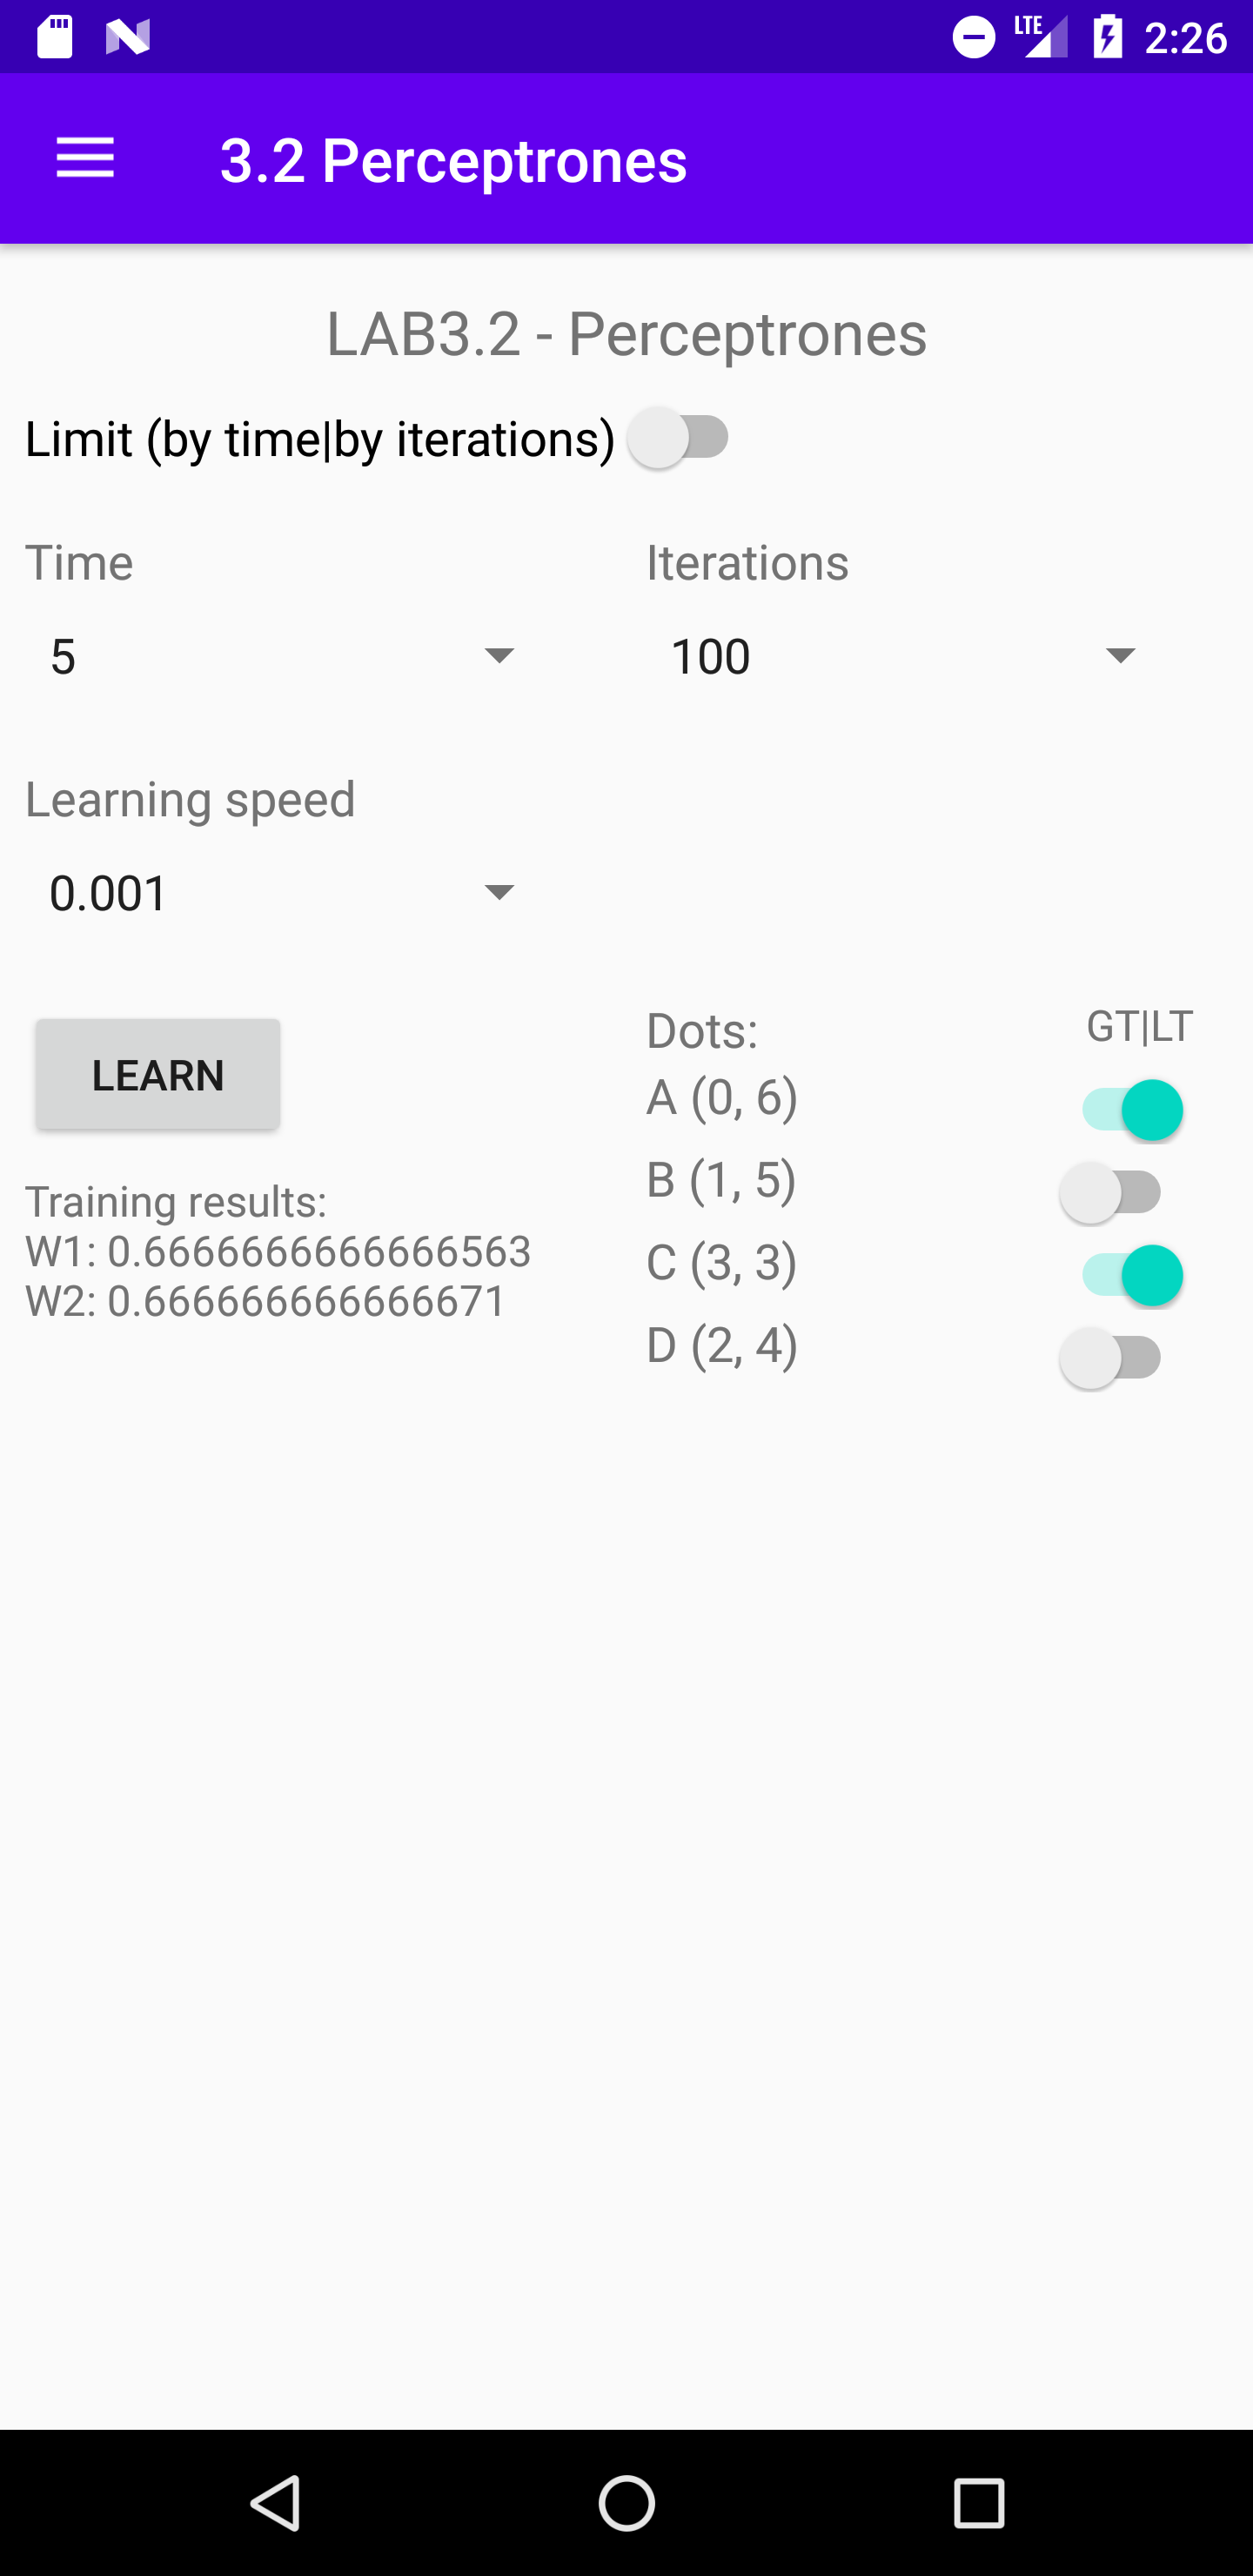 LTE 2:26
3.2 Perceptrones
LAB3.2 - Perceptrones
Limit (by time|by iterations)
Time Iterations
5 100
Learning speed
0.001
LEARN
Training results:
W1: 0.6666666666666563
W2: 0.666666666666671
Dots: GT|LT
A (0, 6)
B (1, 5)
C (3, 3)
D (2, 4)